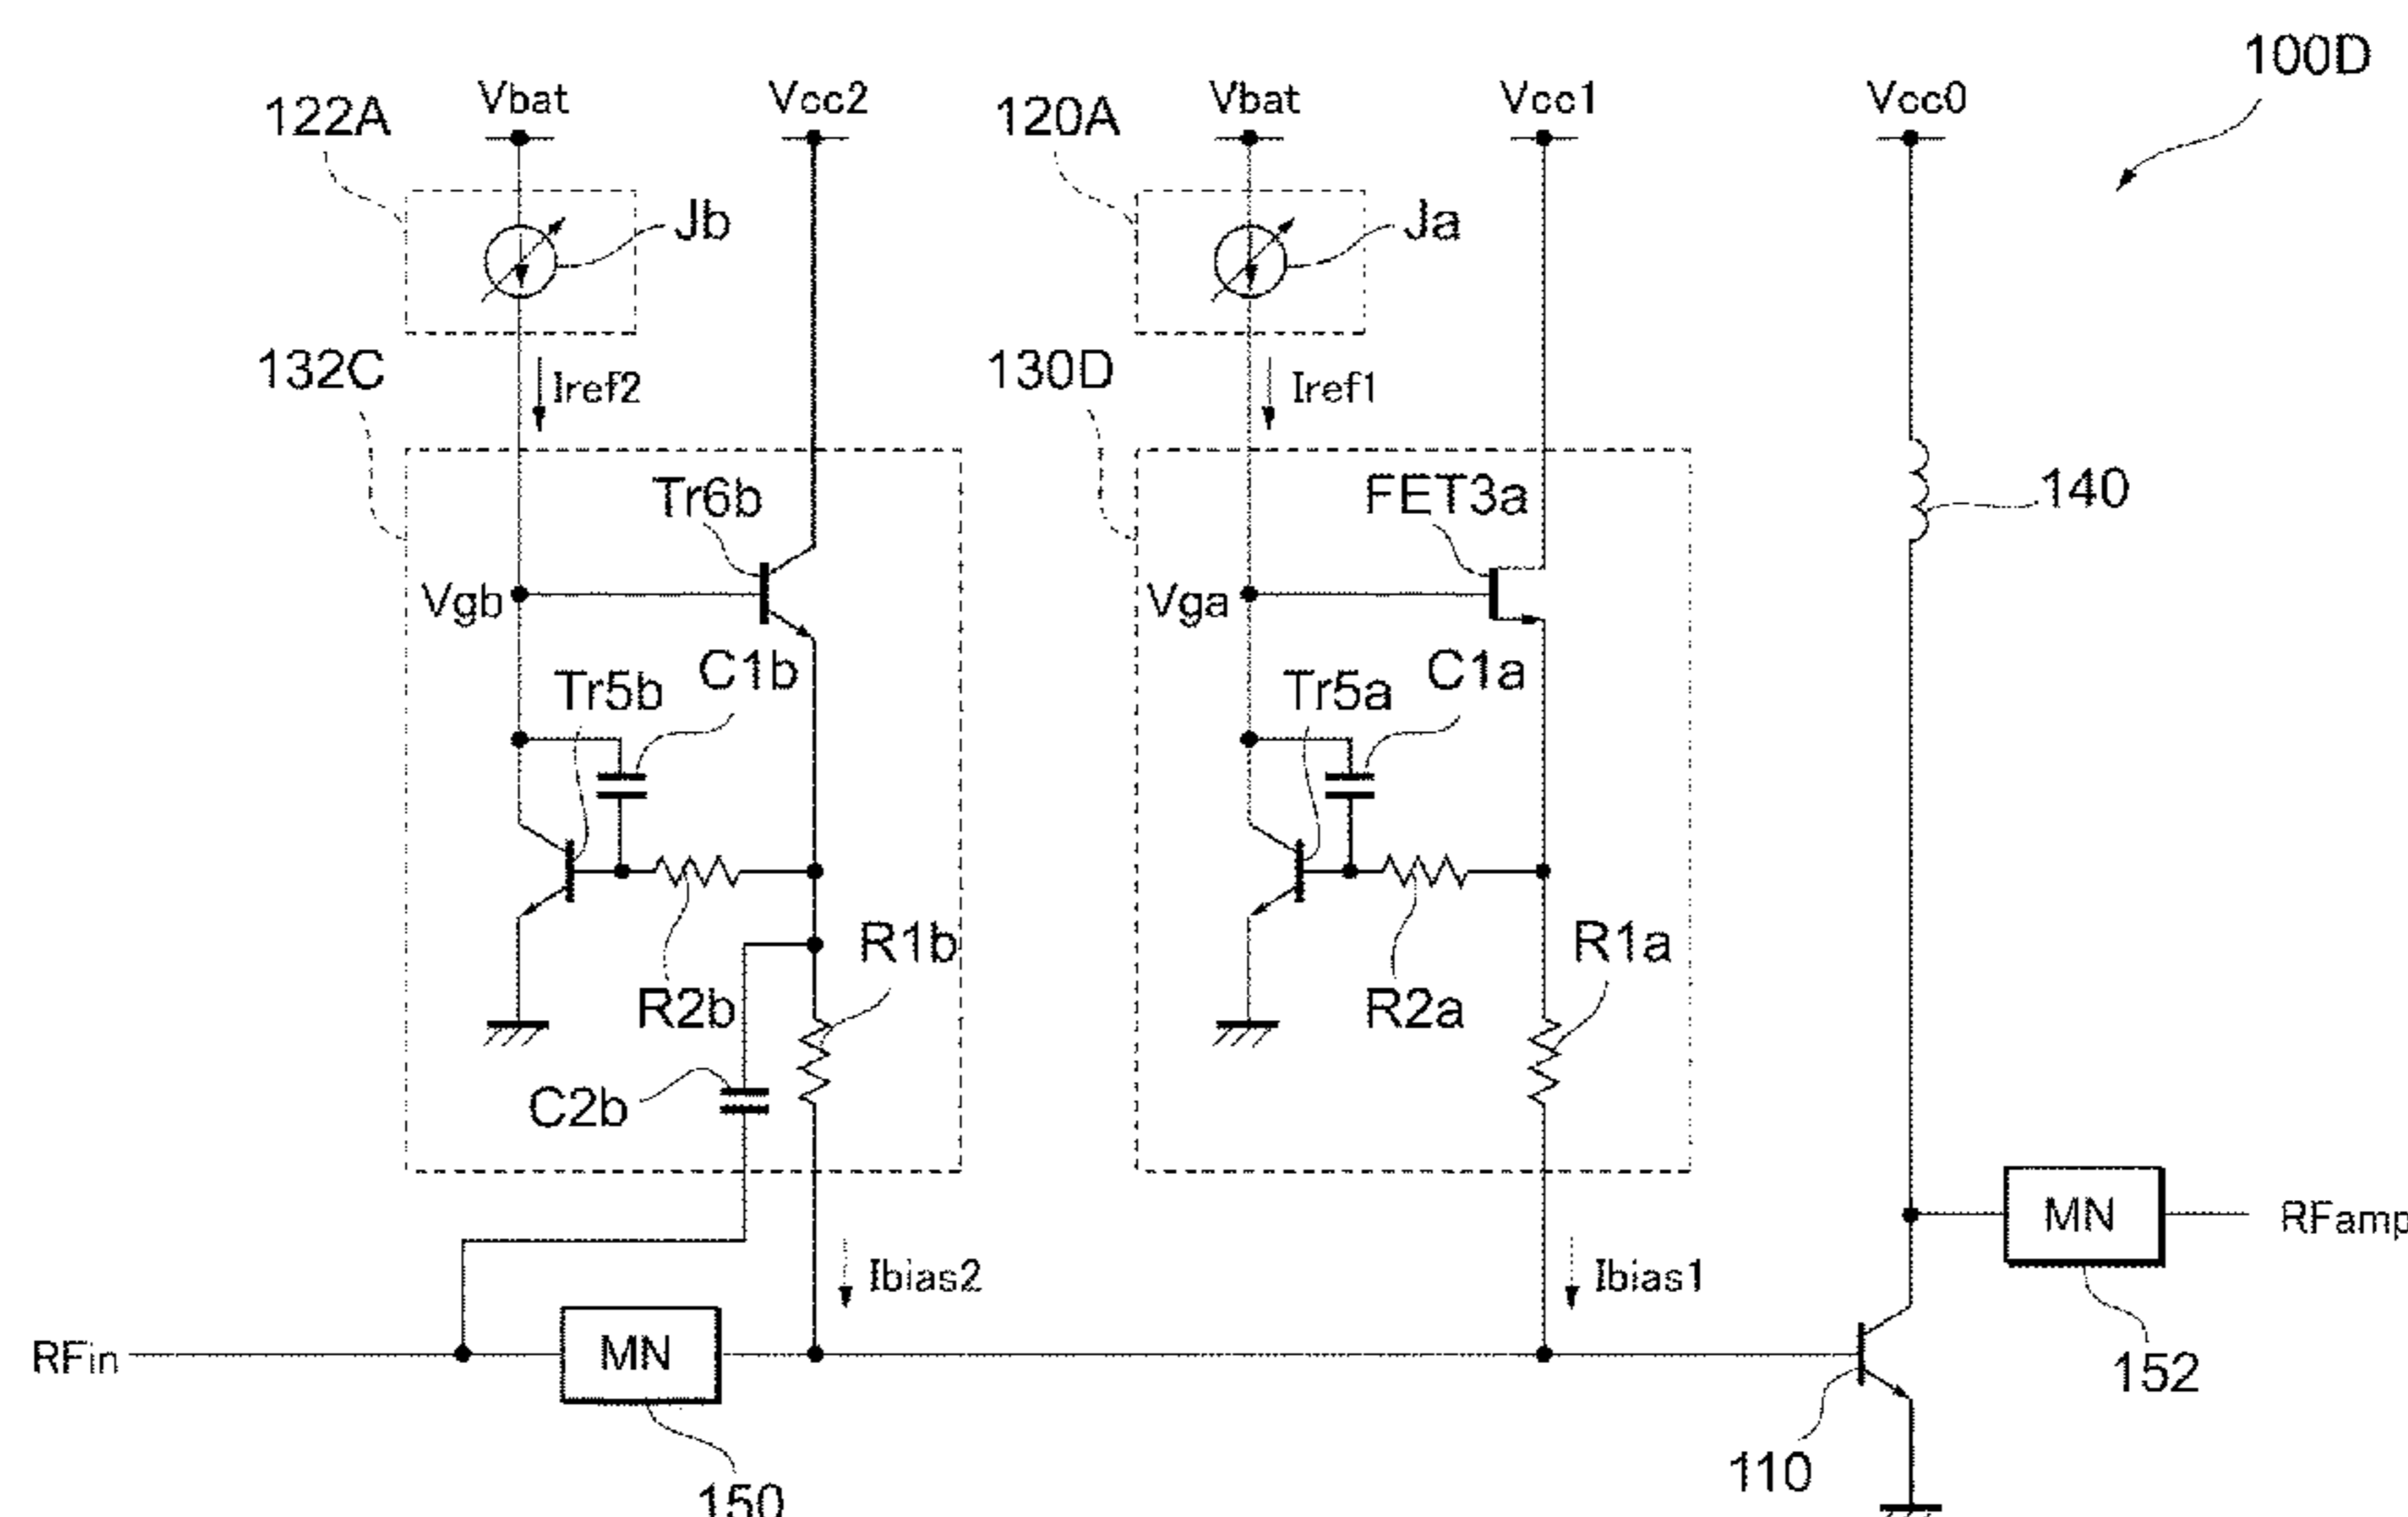 100D
Vbat
Vcc2
Vbat
Vcc1
Vcc0
122A
120A
Jb
Ja
132C
Iref2
130D
Iref1
Tr6b
FET3a
140
Vgb
Vga
Tr5b
C1b
Tr5a
C1a
R1b
R1a
R2b
R2a
C2b
MN
RFamp
Ibias2
Ibias1
RFin
MN
152
110
150